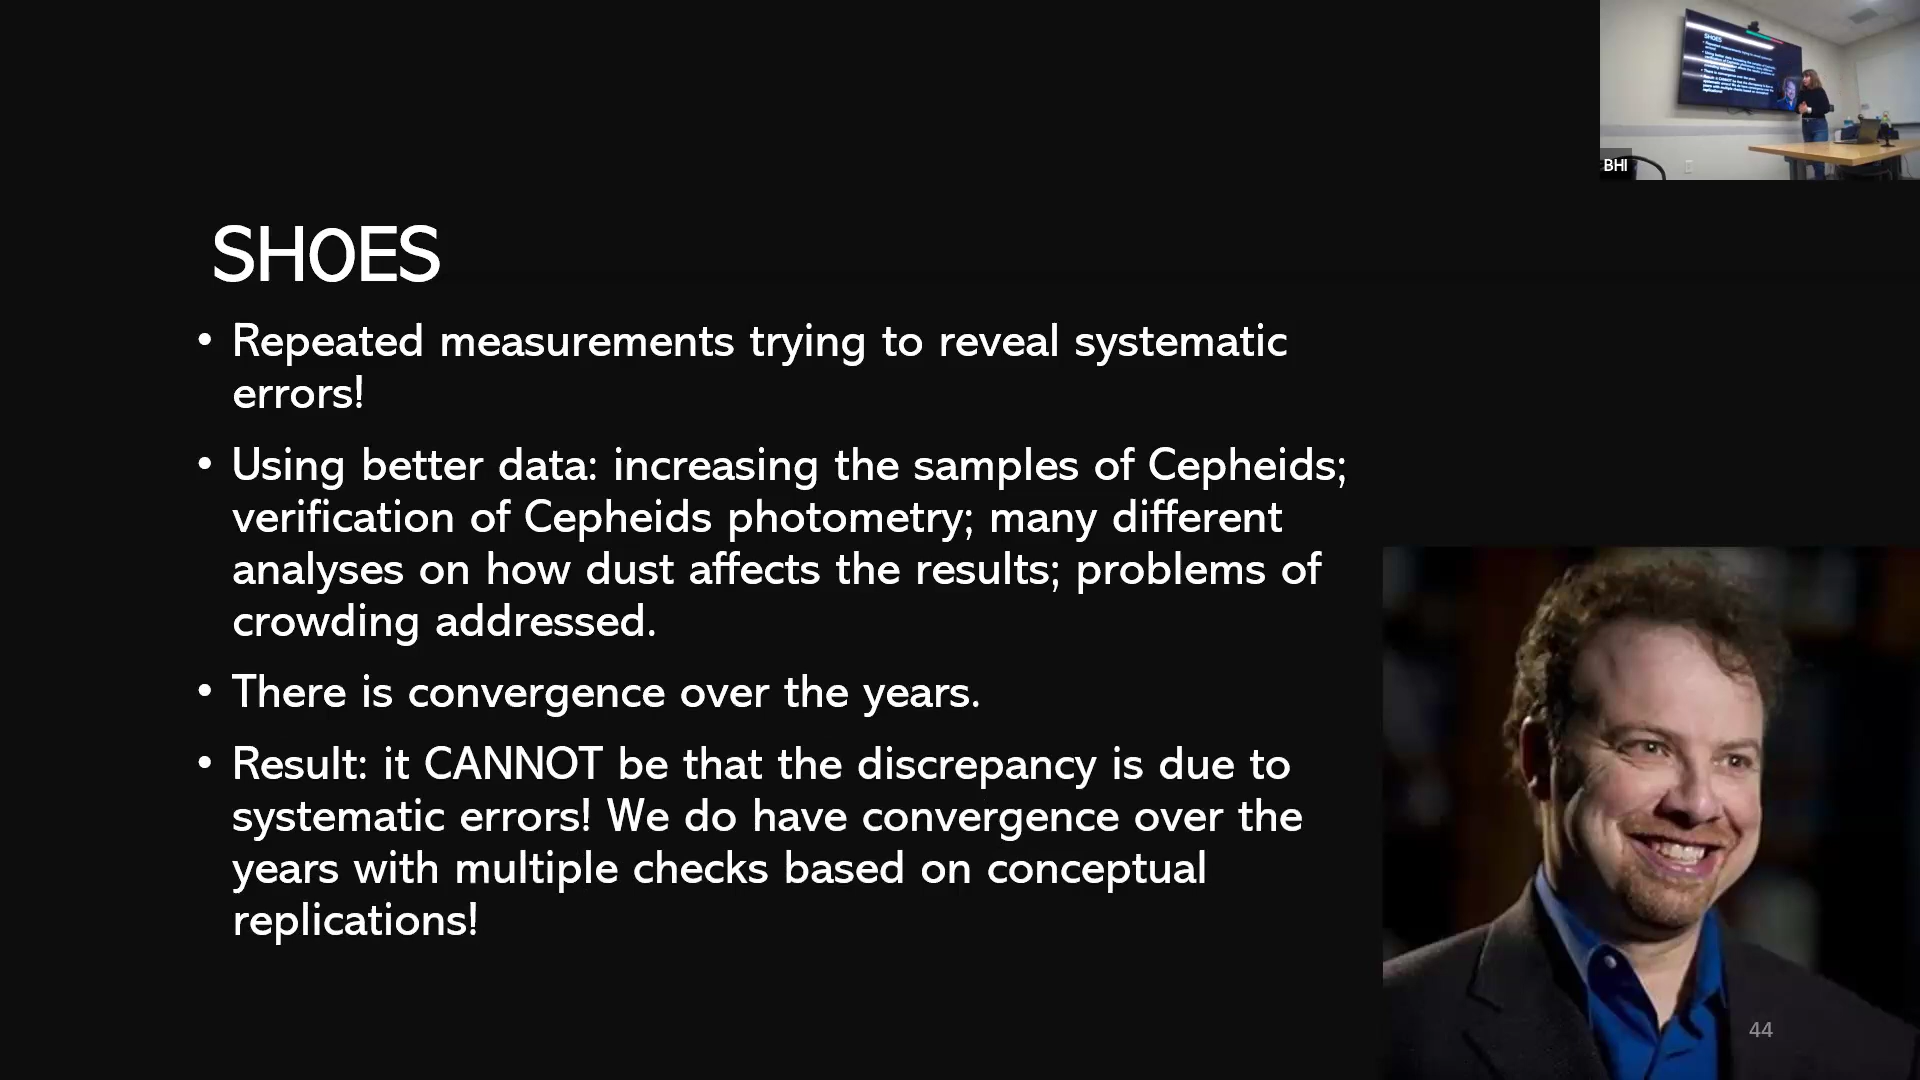 BHI
SHOES
• Repeated measurements trying to reveal systematic
errors!
• Using better data: increasing the samples of Cepheids;
verification of Cepheids photometry; many different
analyses on how dust affects the results; problems of
crowding addressed.
• There is convergence over the years.
• Result: it CANNOT be that the discrepancy is due to
systematic errors! We do have convergence over the
years with multiple checks based on conceptual
replications!
44